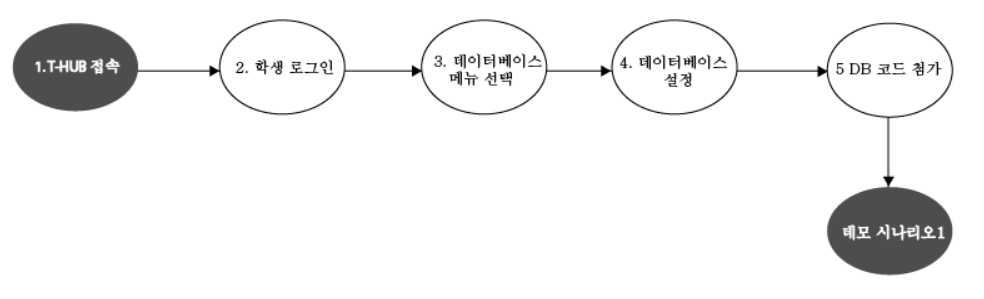 1.T-HUB 접속
2. 학생 로그인
3. 데이터베이스
메뉴 선택
4. 데이터베이스
설정
5 DB 코드 첨가
데모 시나리오1